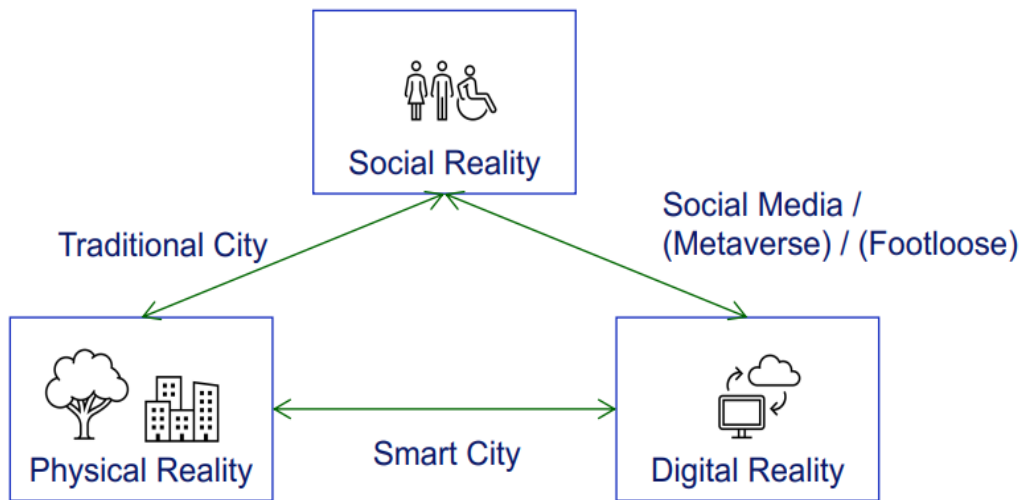 Social Reality
Traditional City
Social Media /
(Metaverse) / (Footloose)
Physical Reality
Smart City
Digital Reality